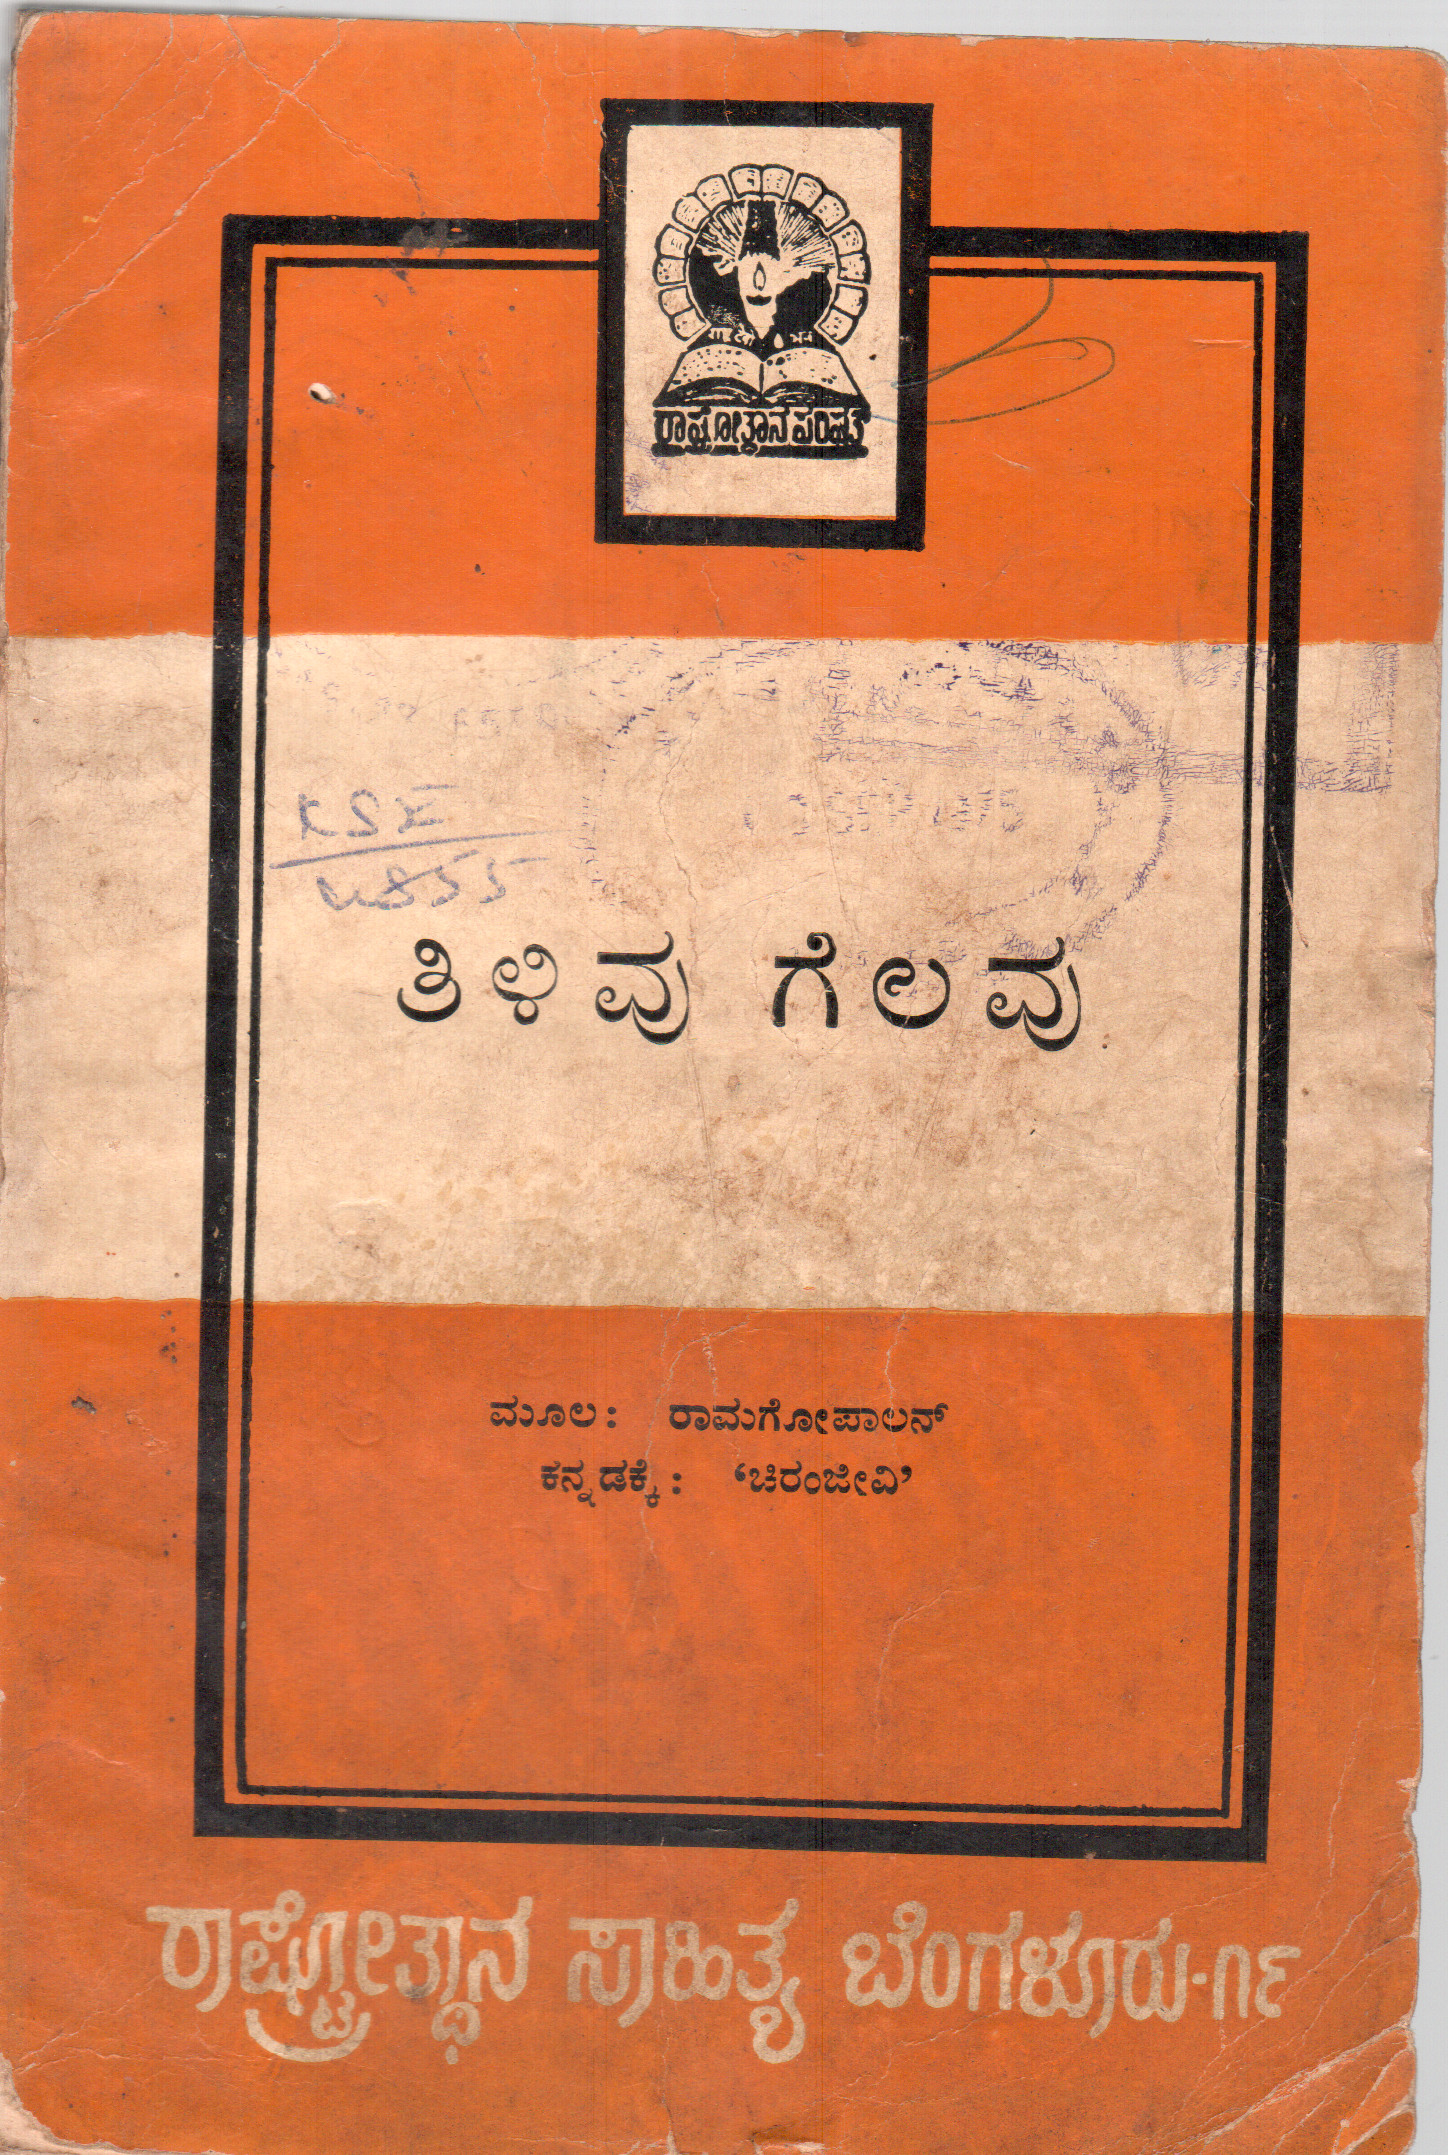 ರಾಷ್ಟ್ರೋತ್ಥಾನ ಪರಿಷತ್
ತಿಳಿವು ಗೆಲವು
ಮೂಲ: ರಾಮಗೋಪಾಲನ್
ಕನ್ನಡಕ್ಕೆ: ‘ಚಿರಂಜೀವಿ’
ರಾಷ್ಟ್ರೋತ್ಥಾನ ಸಾಹಿತ್ಯ ಬೆಂಗಳೂರು-೧೯